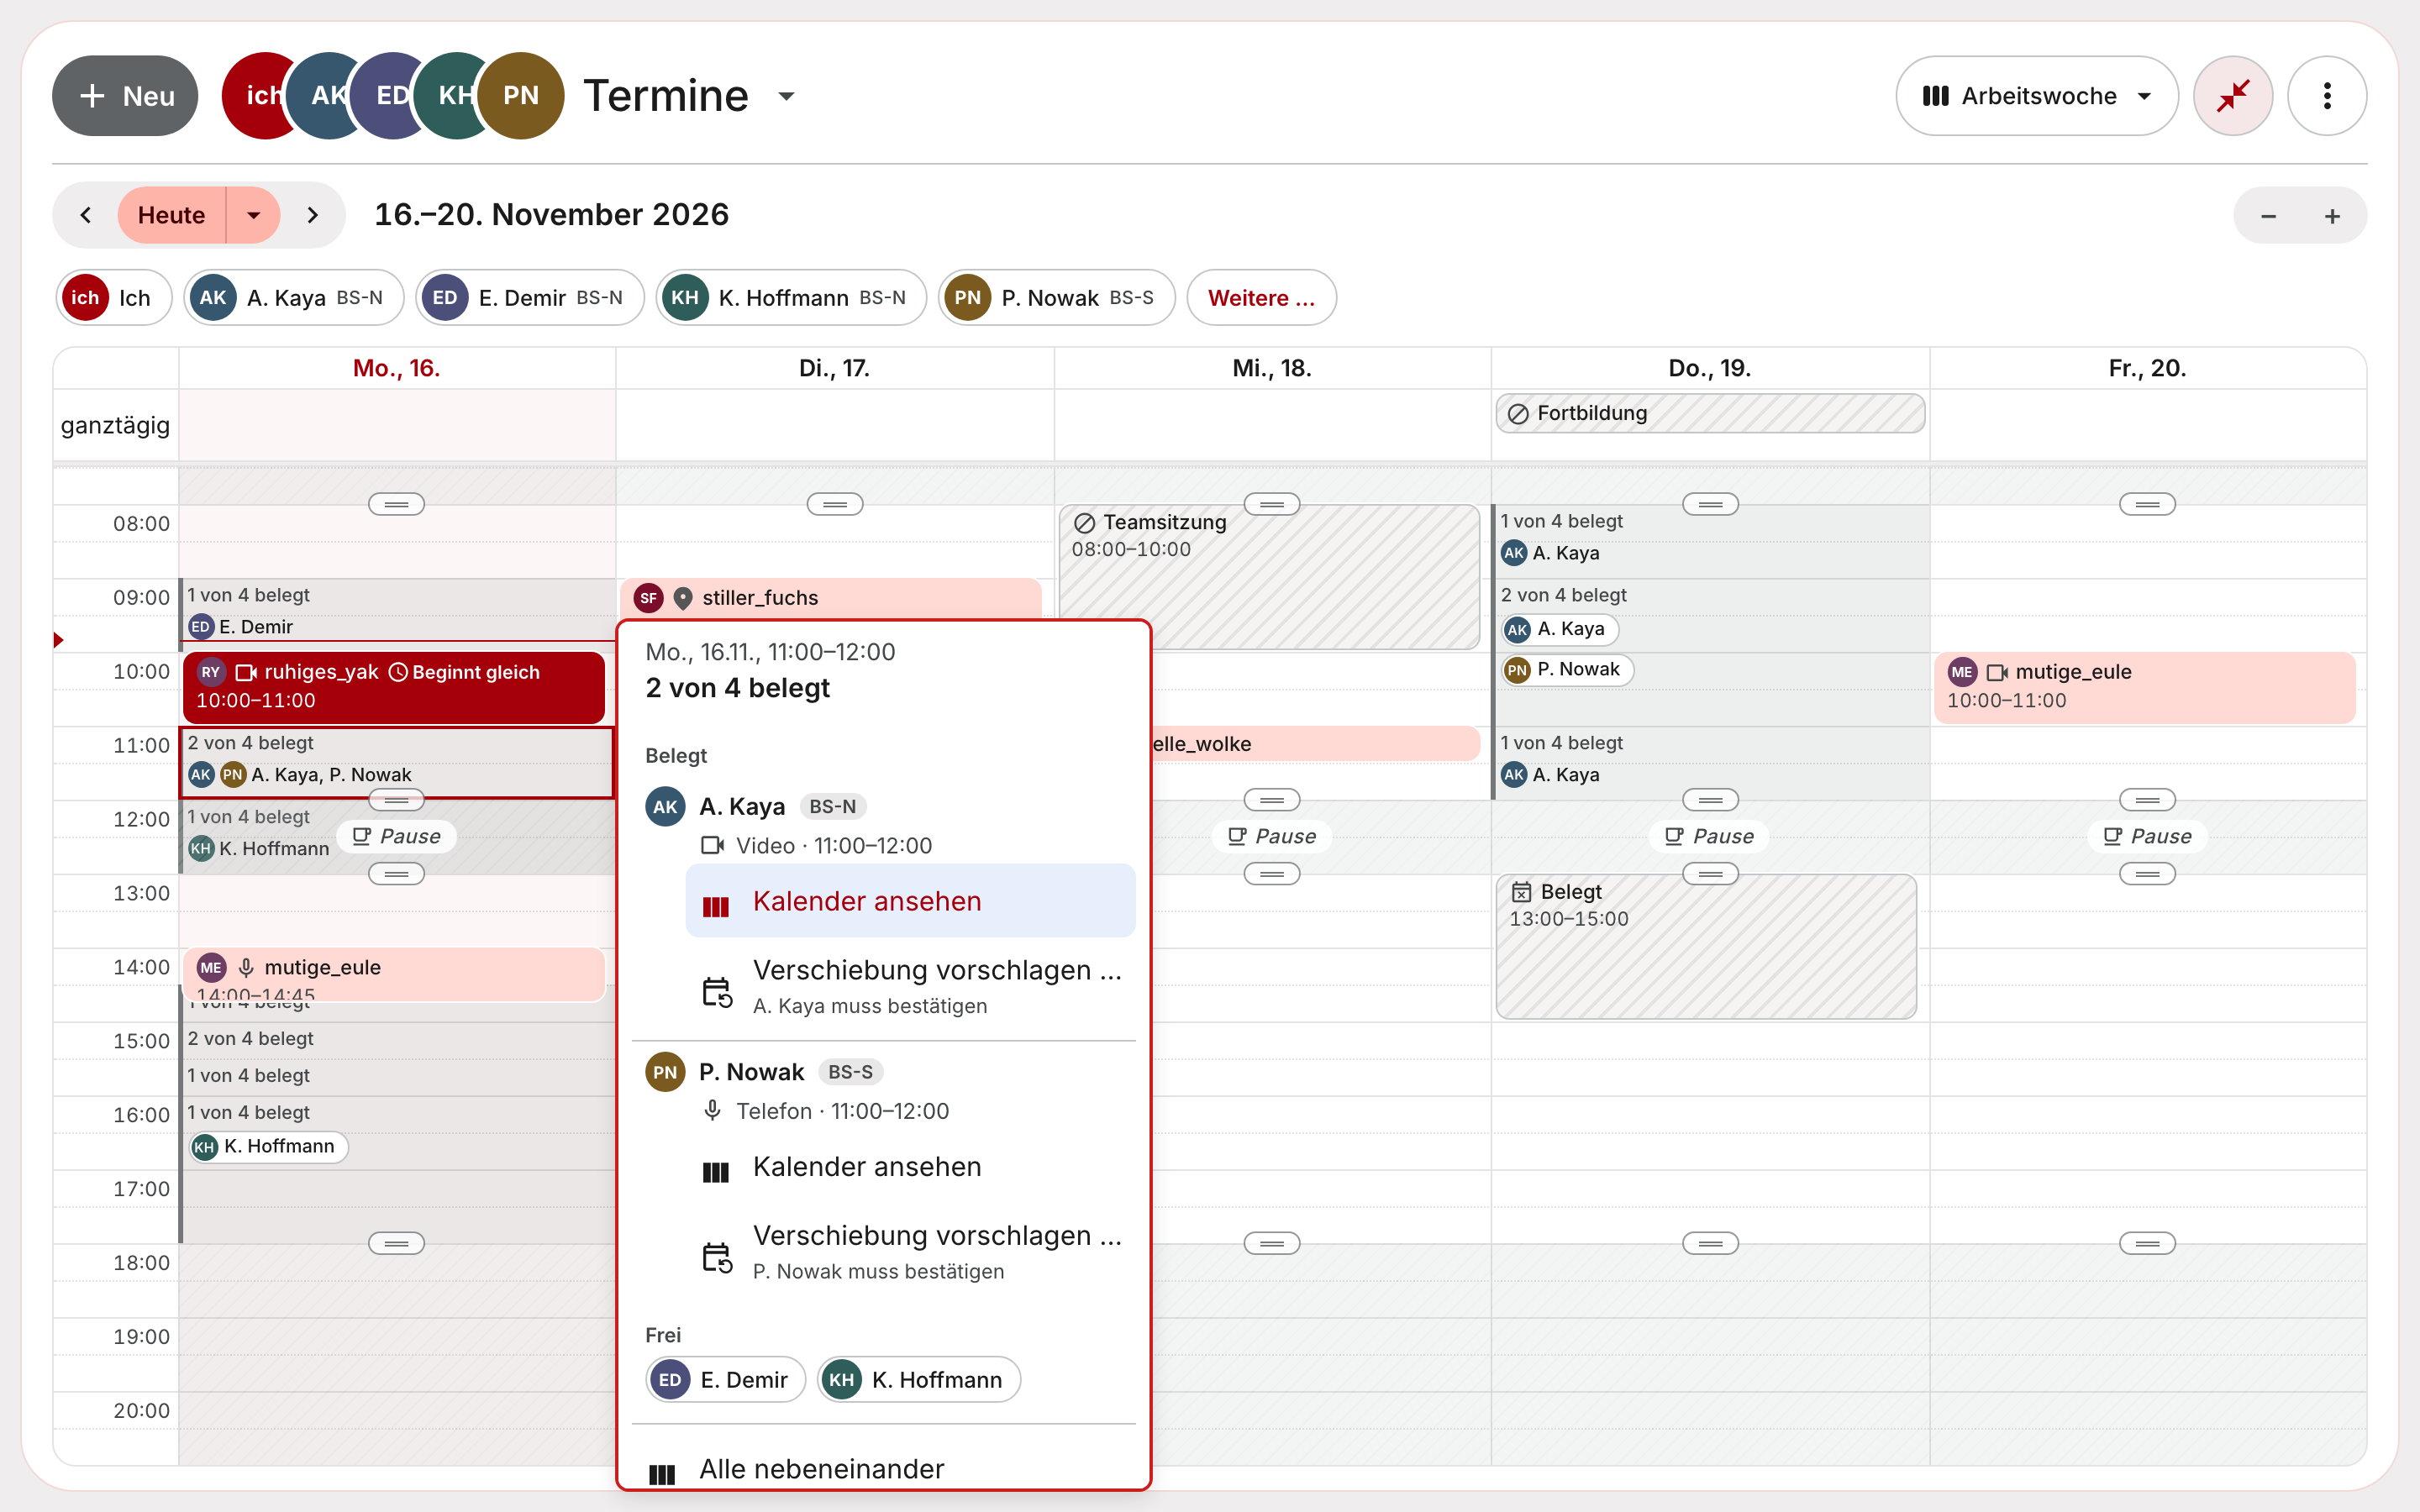 + Neu
ich AK ED KH PN Termine
Arbeitswoche
Heute
16.–20. November 2026
− +
ich Ich
AK A. Kaya BS-N
ED E. Demir BS-N
KH K. Hoffmann BS-N
PN P. Nowak BS-S
Weitere ...
Mo., 16.
Di., 17.
Mi., 18.
Do., 19.
Fr., 20.
ganztägig
Fortbildung
08:00
09:00
10:00
11:00
12:00
13:00
14:00
15:00
16:00
17:00
18:00
19:00
20:00
1 von 4 belegt
ED E. Demir
RY ruhiges_yak Beginnt gleich
10:00–11:00
2 von 4 belegt
AK PN A. Kaya, P. Nowak
1 von 4 belegt
KH K. Hoffmann
Pause
ME mutige_eule
14:00–14:45
1 von 4 belegt
2 von 4 belegt
1 von 4 belegt
1 von 4 belegt
KH K. Hoffmann
SF stiller_fuchs
Mo., 16.11., 11:00–12:00
2 von 4 belegt
Belegt
AK A. Kaya BS-N
Video · 11:00–12:00
Kalender ansehen
Verschiebung vorschlagen ...
A. Kaya muss bestätigen
PN P. Nowak BS-S
Telefon · 11:00–12:00
Kalender ansehen
Verschiebung vorschlagen ...
P. Nowak muss bestätigen
Frei
ED E. Demir
KH K. Hoffmann
Alle nebeneinander
Teamsitzung
08:00–10:00
elle_wolke
Pause
1 von 4 belegt
AK A. Kaya
2 von 4 belegt
AK A. Kaya
PN P. Nowak
1 von 4 belegt
AK A. Kaya
Pause
Belegt
13:00–15:00
ME mutige_eule
10:00–11:00
Pause